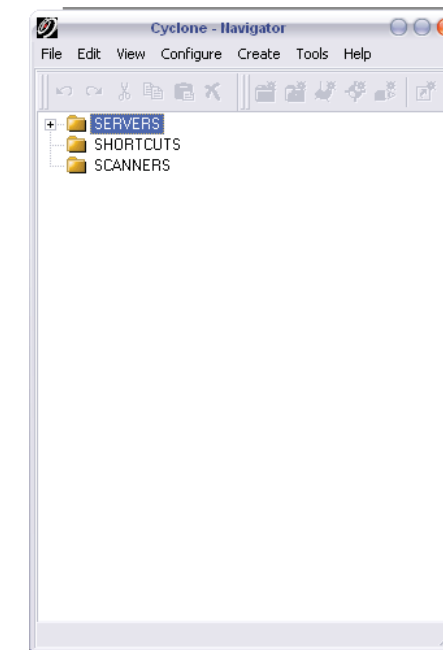 Cyclone - Navigator
File Edit View Configure Create Tools Help
SERVERS
SHORTCUTS
SCANNERS